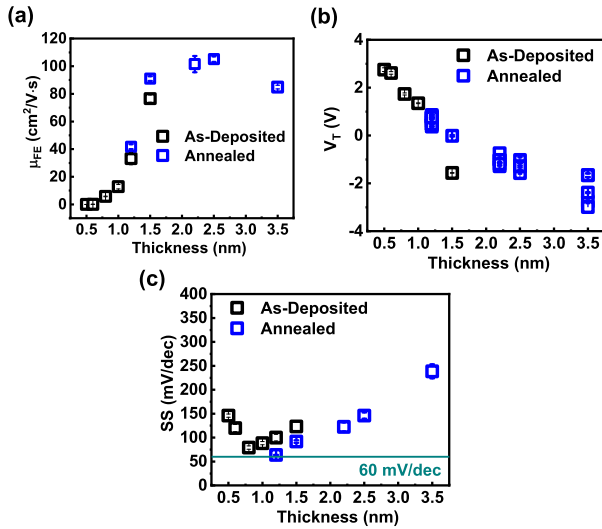 (a)
120
100
80
60
40
20
0
μFE (cm²/V·s)
As-Deposited
Annealed
0.5 1.0 1.5 2.0 2.5 3.0 3.5
Thickness (nm)
(b)
4
2
0
-2
-4
VT (V)
As-Deposited
Annealed
0.5 1.0 1.5 2.0 2.5 3.0 3.5
Thickness (nm)
(c)
400
350
300
250
200
150
100
50
0
SS (mV/dec)
As-Deposited
Annealed
60 mV/dec
0.5 1.0 1.5 2.0 2.5 3.0 3.5
Thickness (nm)